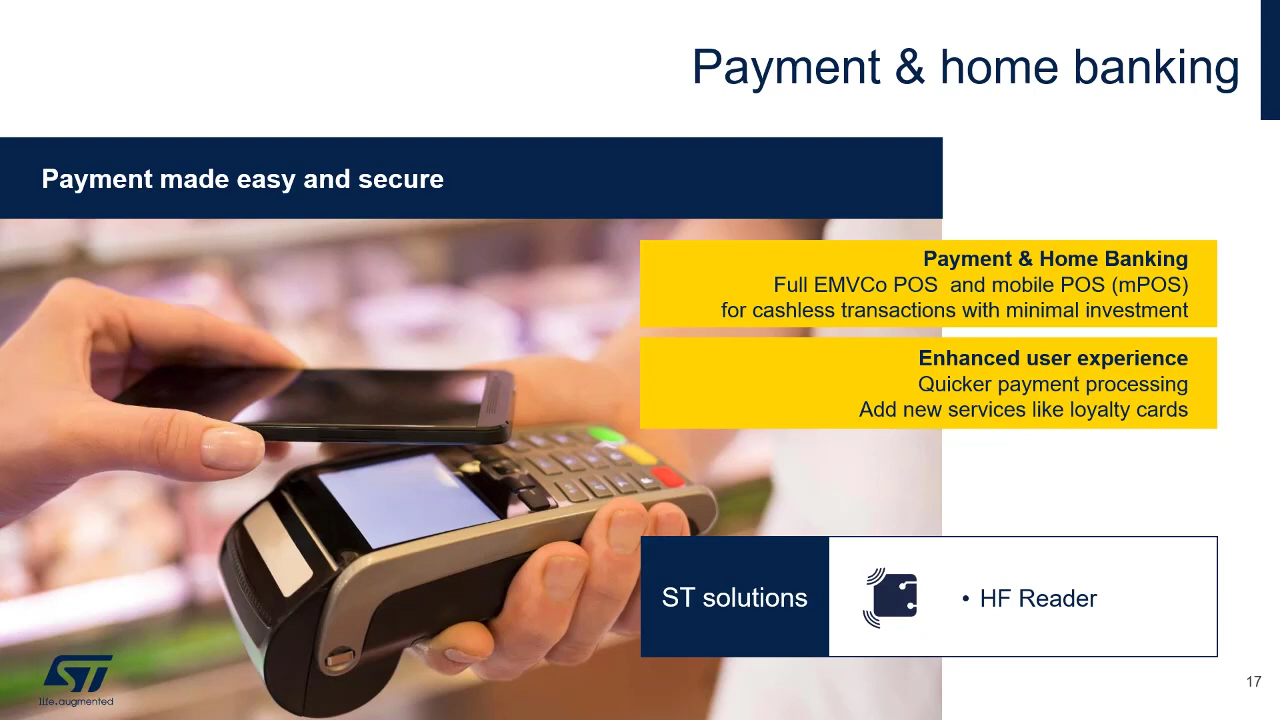 Payment & home banking
Payment made easy and secure
Payment & Home Banking
Full EMVCo POS and mobile POS (mPOS)
for cashless transactions with minimal investment
Enhanced user experience
Quicker payment processing
Add new services like loyalty cards
ST solutions
• HF Reader
ST
life.augmented
17